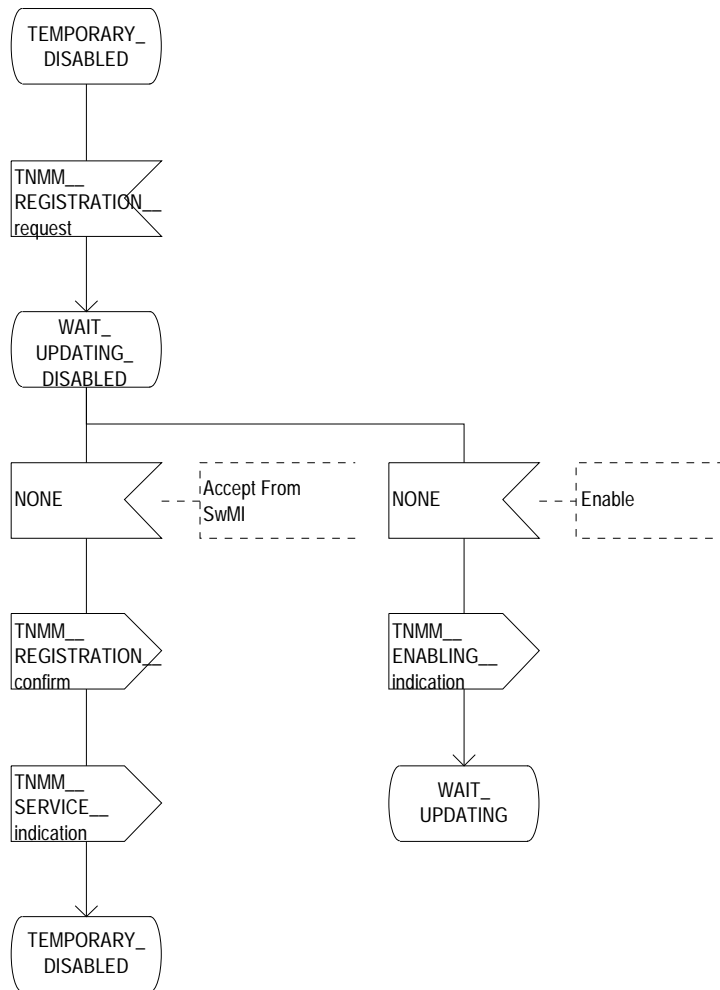 TEMPORARY_
DISABLED
TNMM__
REGISTRATION__
request
WAIT_
UPDATING_
DISABLED
NONE
Accept From
SwMI
NONE
Enable
TNMM__
REGISTRATION__
confirm
TNMM__
ENABLING__
indication
TNMM__
SERVICE__
indication
WAIT_
UPDATING
TEMPORARY_
DISABLED